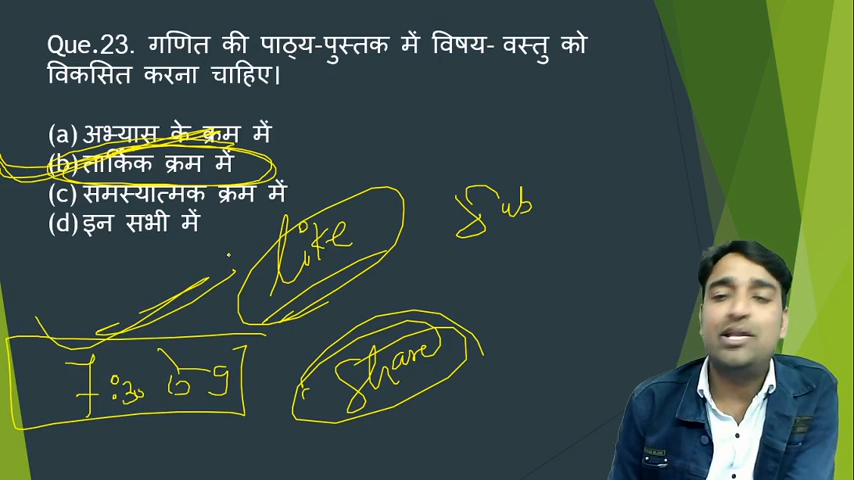 Que.23. गणित की पाठ्य-पुस्तक में विषय- वस्तु को
विकसित करना चाहिए।
(a) अभ्यास के क्रम में
(b) तार्किक क्रम में
(c) समस्यात्मक क्रम में
(d) इन सभी में
Like
Sub
Share